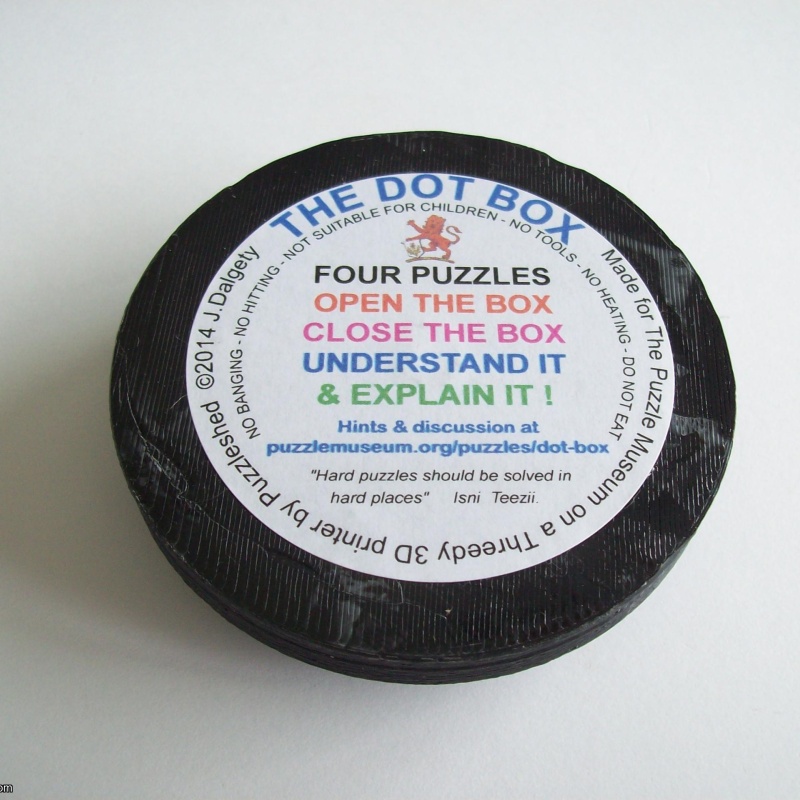 THE DOT BOX
NO BANGING - NO HITTING - NOT SUITABLE FOR CHILDREN - NO TOOLS - NO HEATING - DO NOT EAT
FOUR PUZZLES
OPEN THE BOX
CLOSE THE BOX
UNDERSTAND IT
& EXPLAIN IT !
Hints & discussion at
puzzlemuseum.org/puzzles/dot-box
"Hard puzzles should be solved in
hard places" Isni Teezii.
Made for The Puzzle Museum on a Threedy 3D printer by Puzzleshed ©2014 J.Dalgety
om